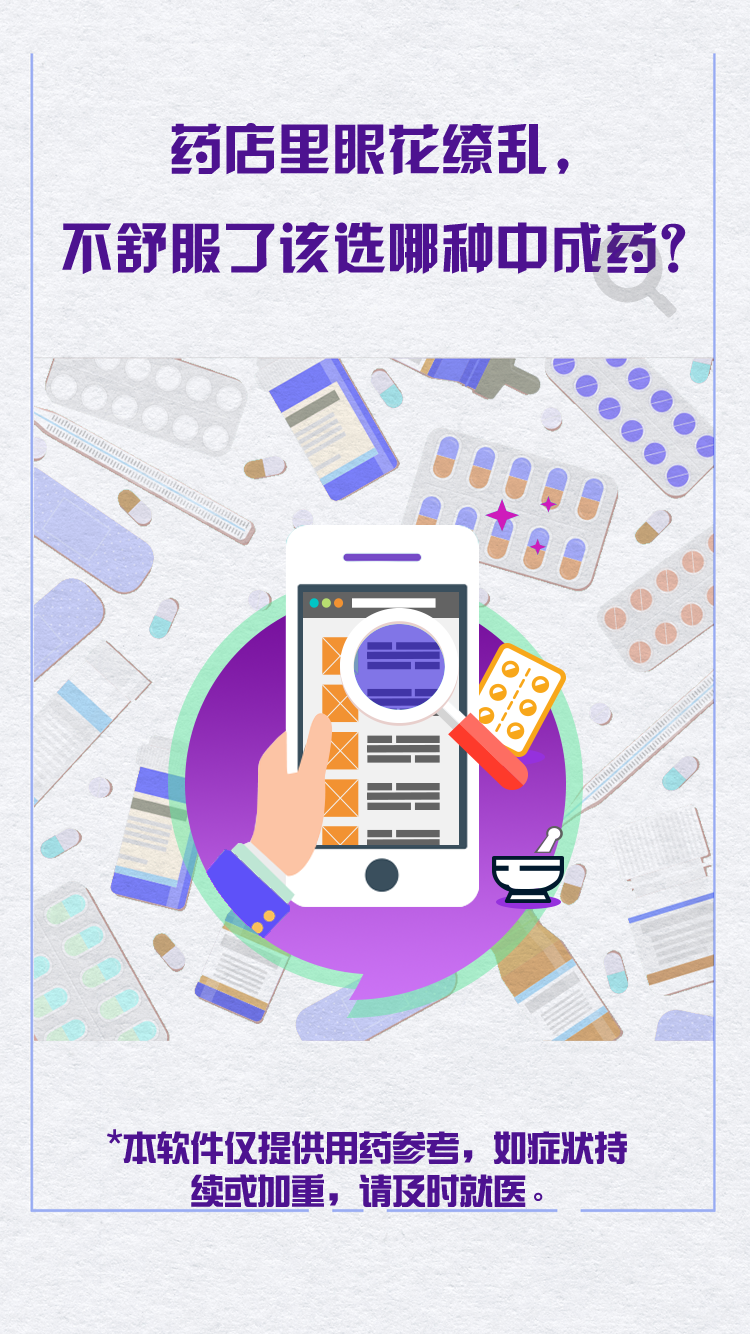 药店里眼花缭乱，
不舒服了该选哪种中成药？
*本软件仅提供用药参考，如症状持
续或加重，请及时就医。